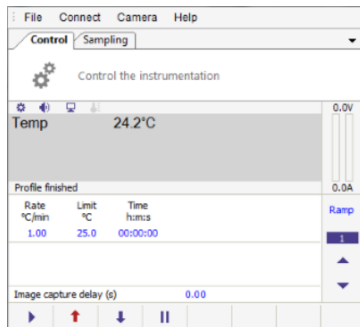 File Connect Camera Help
Control Sampling
Control the instrumentation
0.0V
Temp 24.2°C
Profile finished 0.0A
Rate Limit Time Ramp
°C/min °C h:m:s
1.00 25.0 00:00:00 1
Image capture delay (s) 0.00